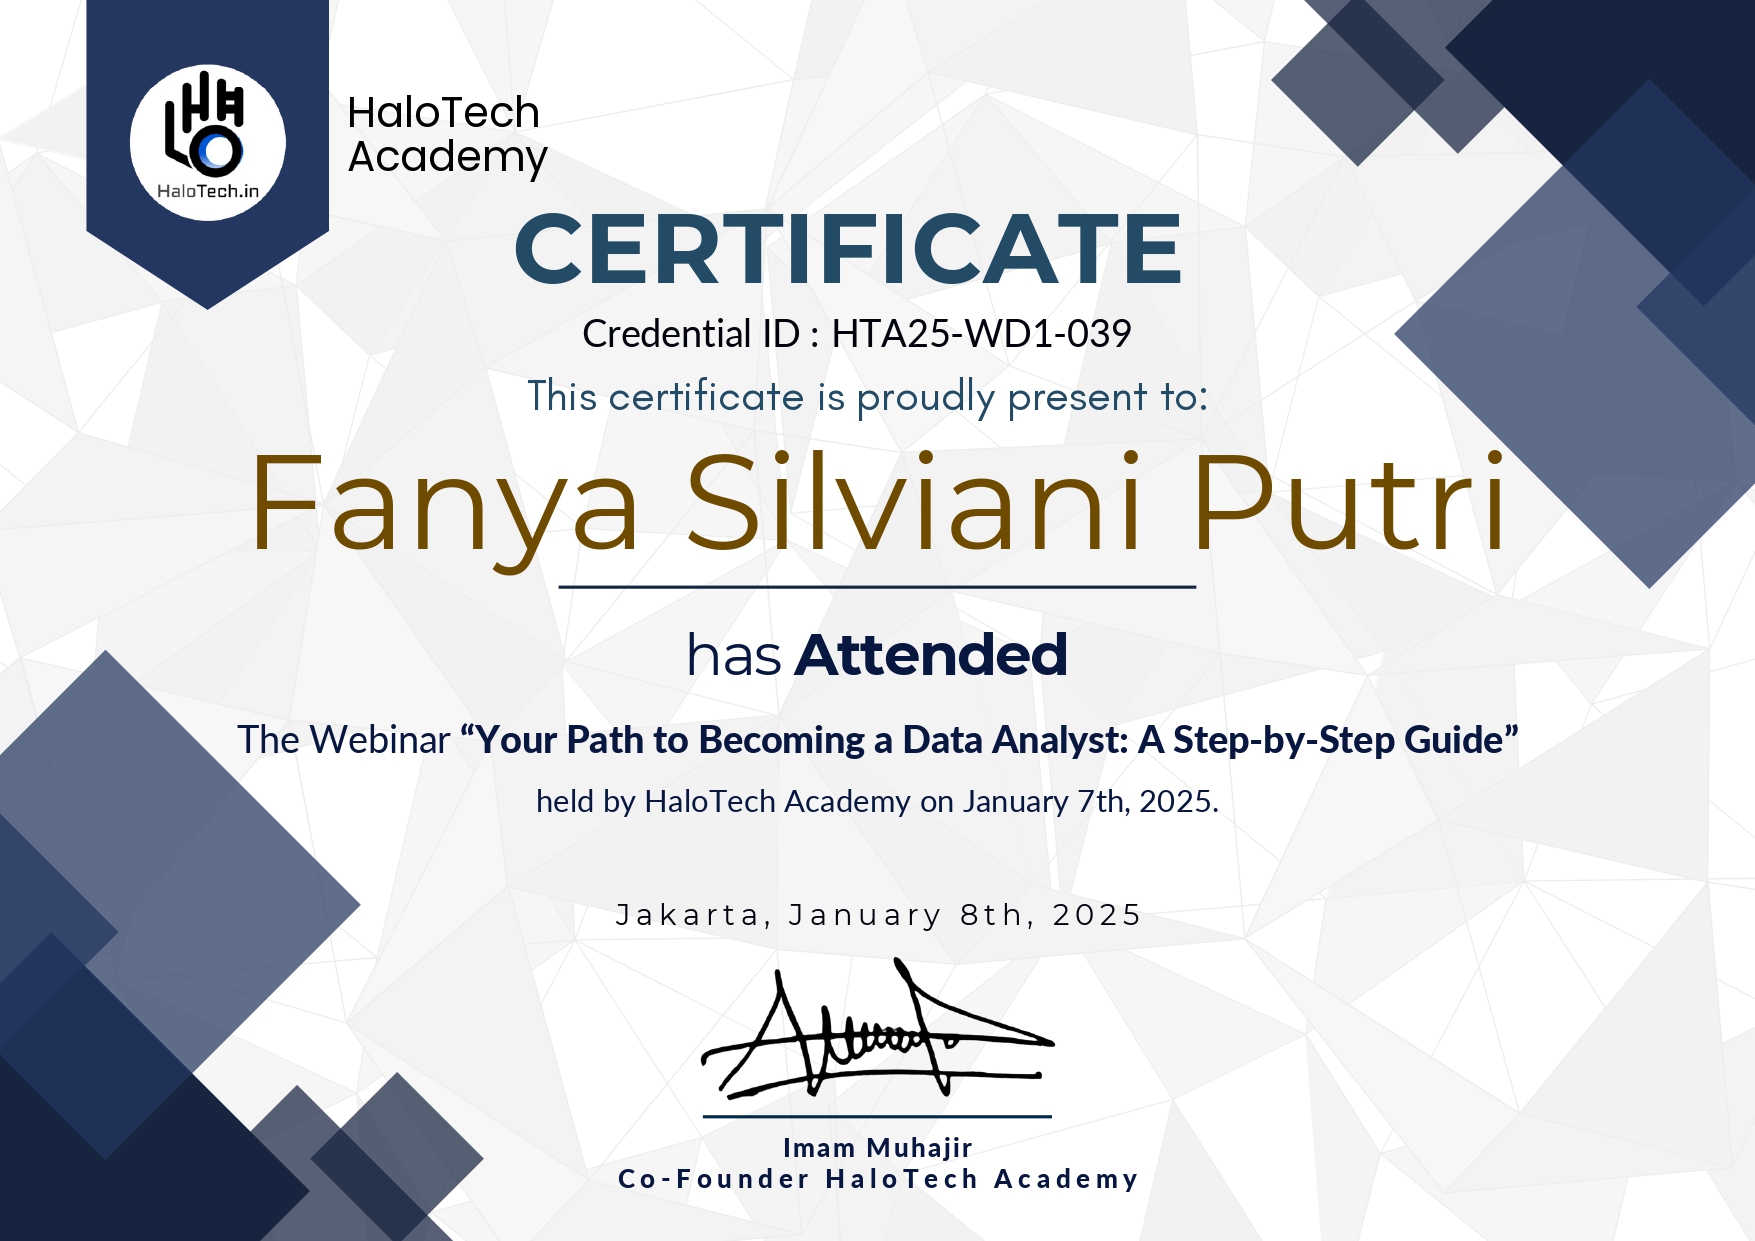 HaloTech.in
HaloTech
Academy
CERTIFICATE
Credential ID : HTA25-WD1-039
This certificate is proudly present to:
Fanya Silviani Putri
has Attended
The Webinar “Your Path to Becoming a Data Analyst: A Step-by-Step Guide”
held by HaloTech Academy on January 7th, 2025.
Jakarta, January 8th, 2025
Imam Muhajir
Co-Founder HaloTech Academy